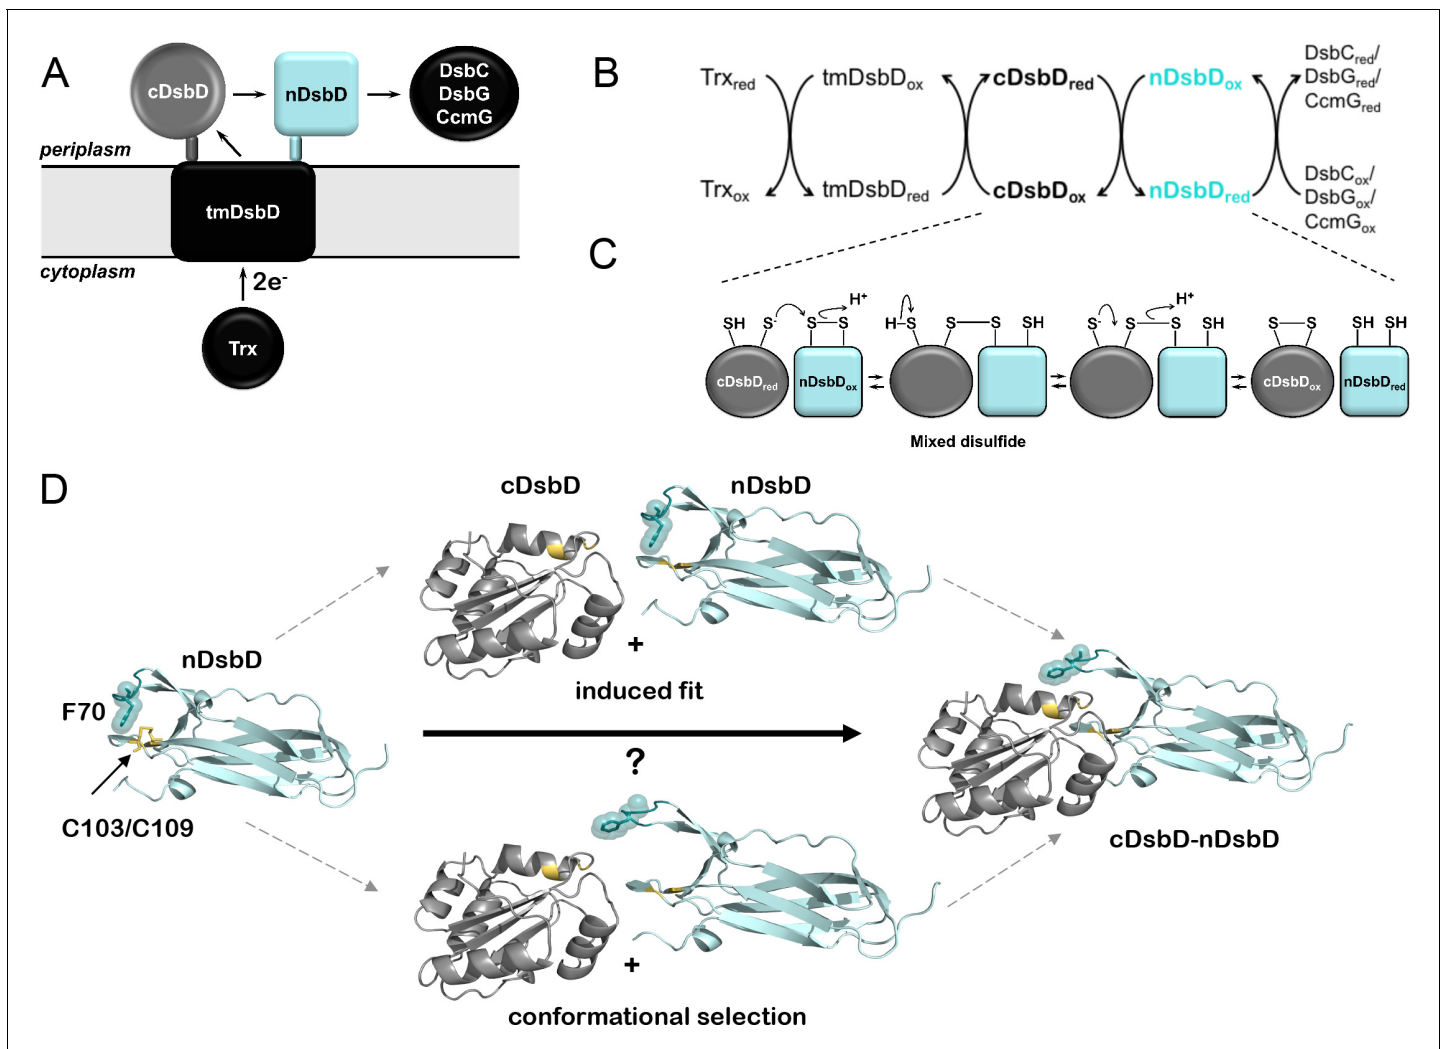 A
cDsbD
nDsbD
DsbC
DsbG
CcmG
periplasm
tmDsbD
cytoplasm
2e-
Trx
B
Trxred
tmDsbDox
cDsbDred
nDsbDox
DsbCred/
DsbGred/
CcmGred
Trxox
tmDsbDred
cDsbDox
nDsbDred
DsbCox/
DsbGox/
CcmGox
C
SH
S-
S
S
H+
H-S
S
S
SH
S-
S
S
H+
SH
S
S
SH
SH
cDsbDred
nDsbDox
cDsbDox
nDsbDred
Mixed disulfide
D
cDsbD
nDsbD
+
induced fit
nDsbD
F70
C103/C109
?
+
conformational selection
cDsbD-nDsbD